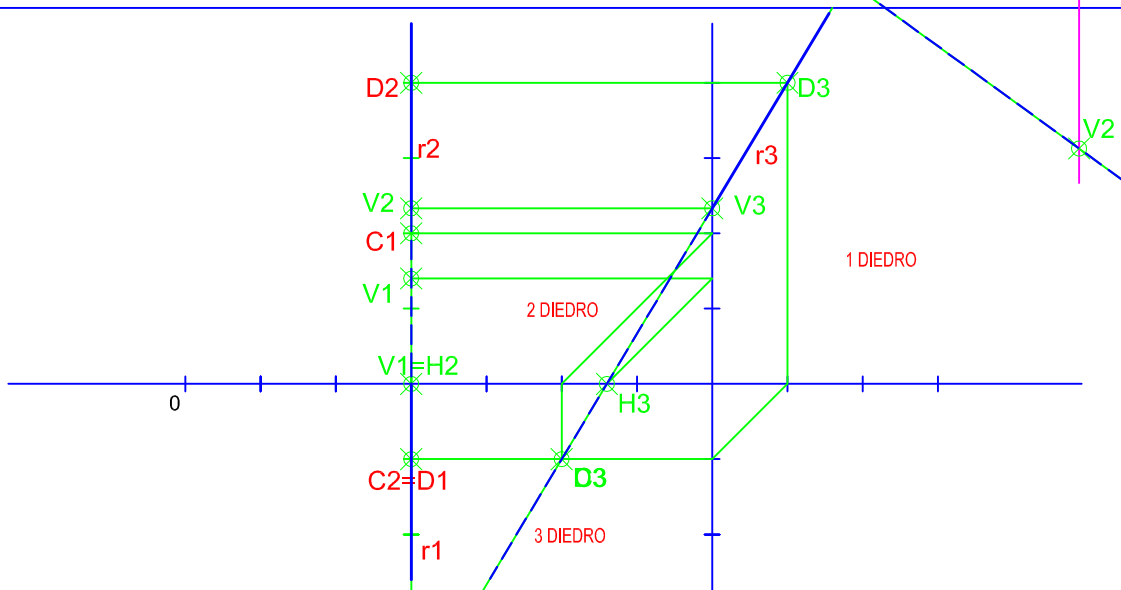 D2
D3
V2
r2
r3
V2
V3
C1
1 DIEDRO
V1
2 DIEDRO
V1=H2
0
H3
C2=D1
3 DIEDRO
r1